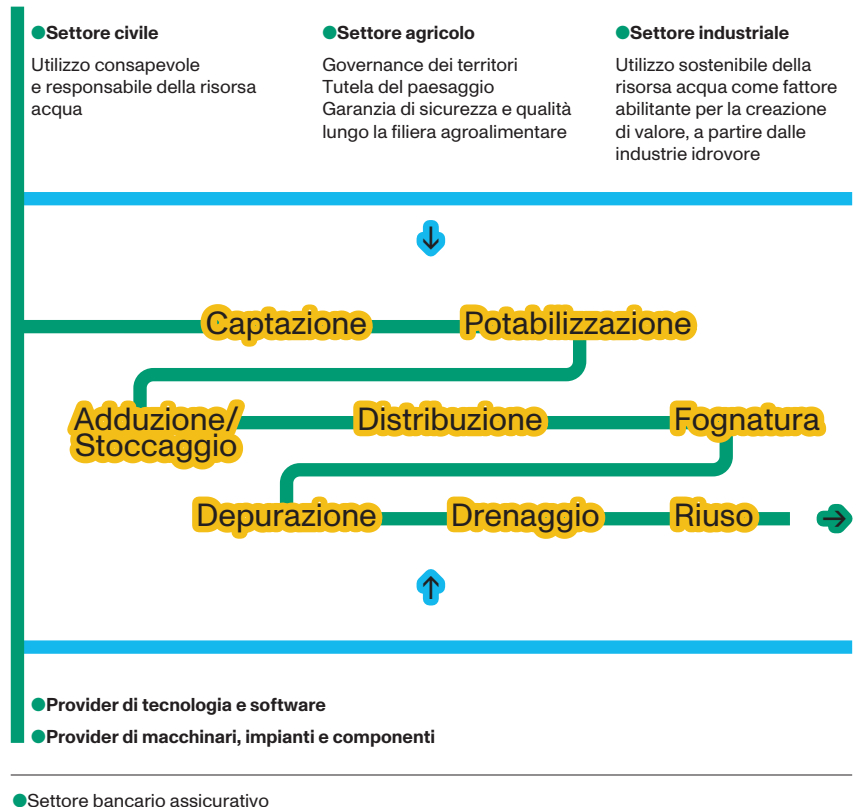 ●Settore civile
Utilizzo consapevole
e responsabile della risorsa
acqua
●Settore agricolo
Governance dei territori
Tutela del paesaggio
Garanzia di sicurezza e qualità
lungo la filiera agroalimentare
●Settore industriale
Utilizzo sostenibile della
risorsa acqua come fattore
abilitante per la creazione
di valore, a partire dalle
industrie idrovore
↓
Captazione
Potabilizzazione
Adduzione/
Stoccaggio
Distribuzione
Fognatura
Depurazione
Drenaggio
Riuso
→
↑
●Provider di tecnologia e software
●Provider di macchinari, impianti e componenti
●Settore bancario assicurativo